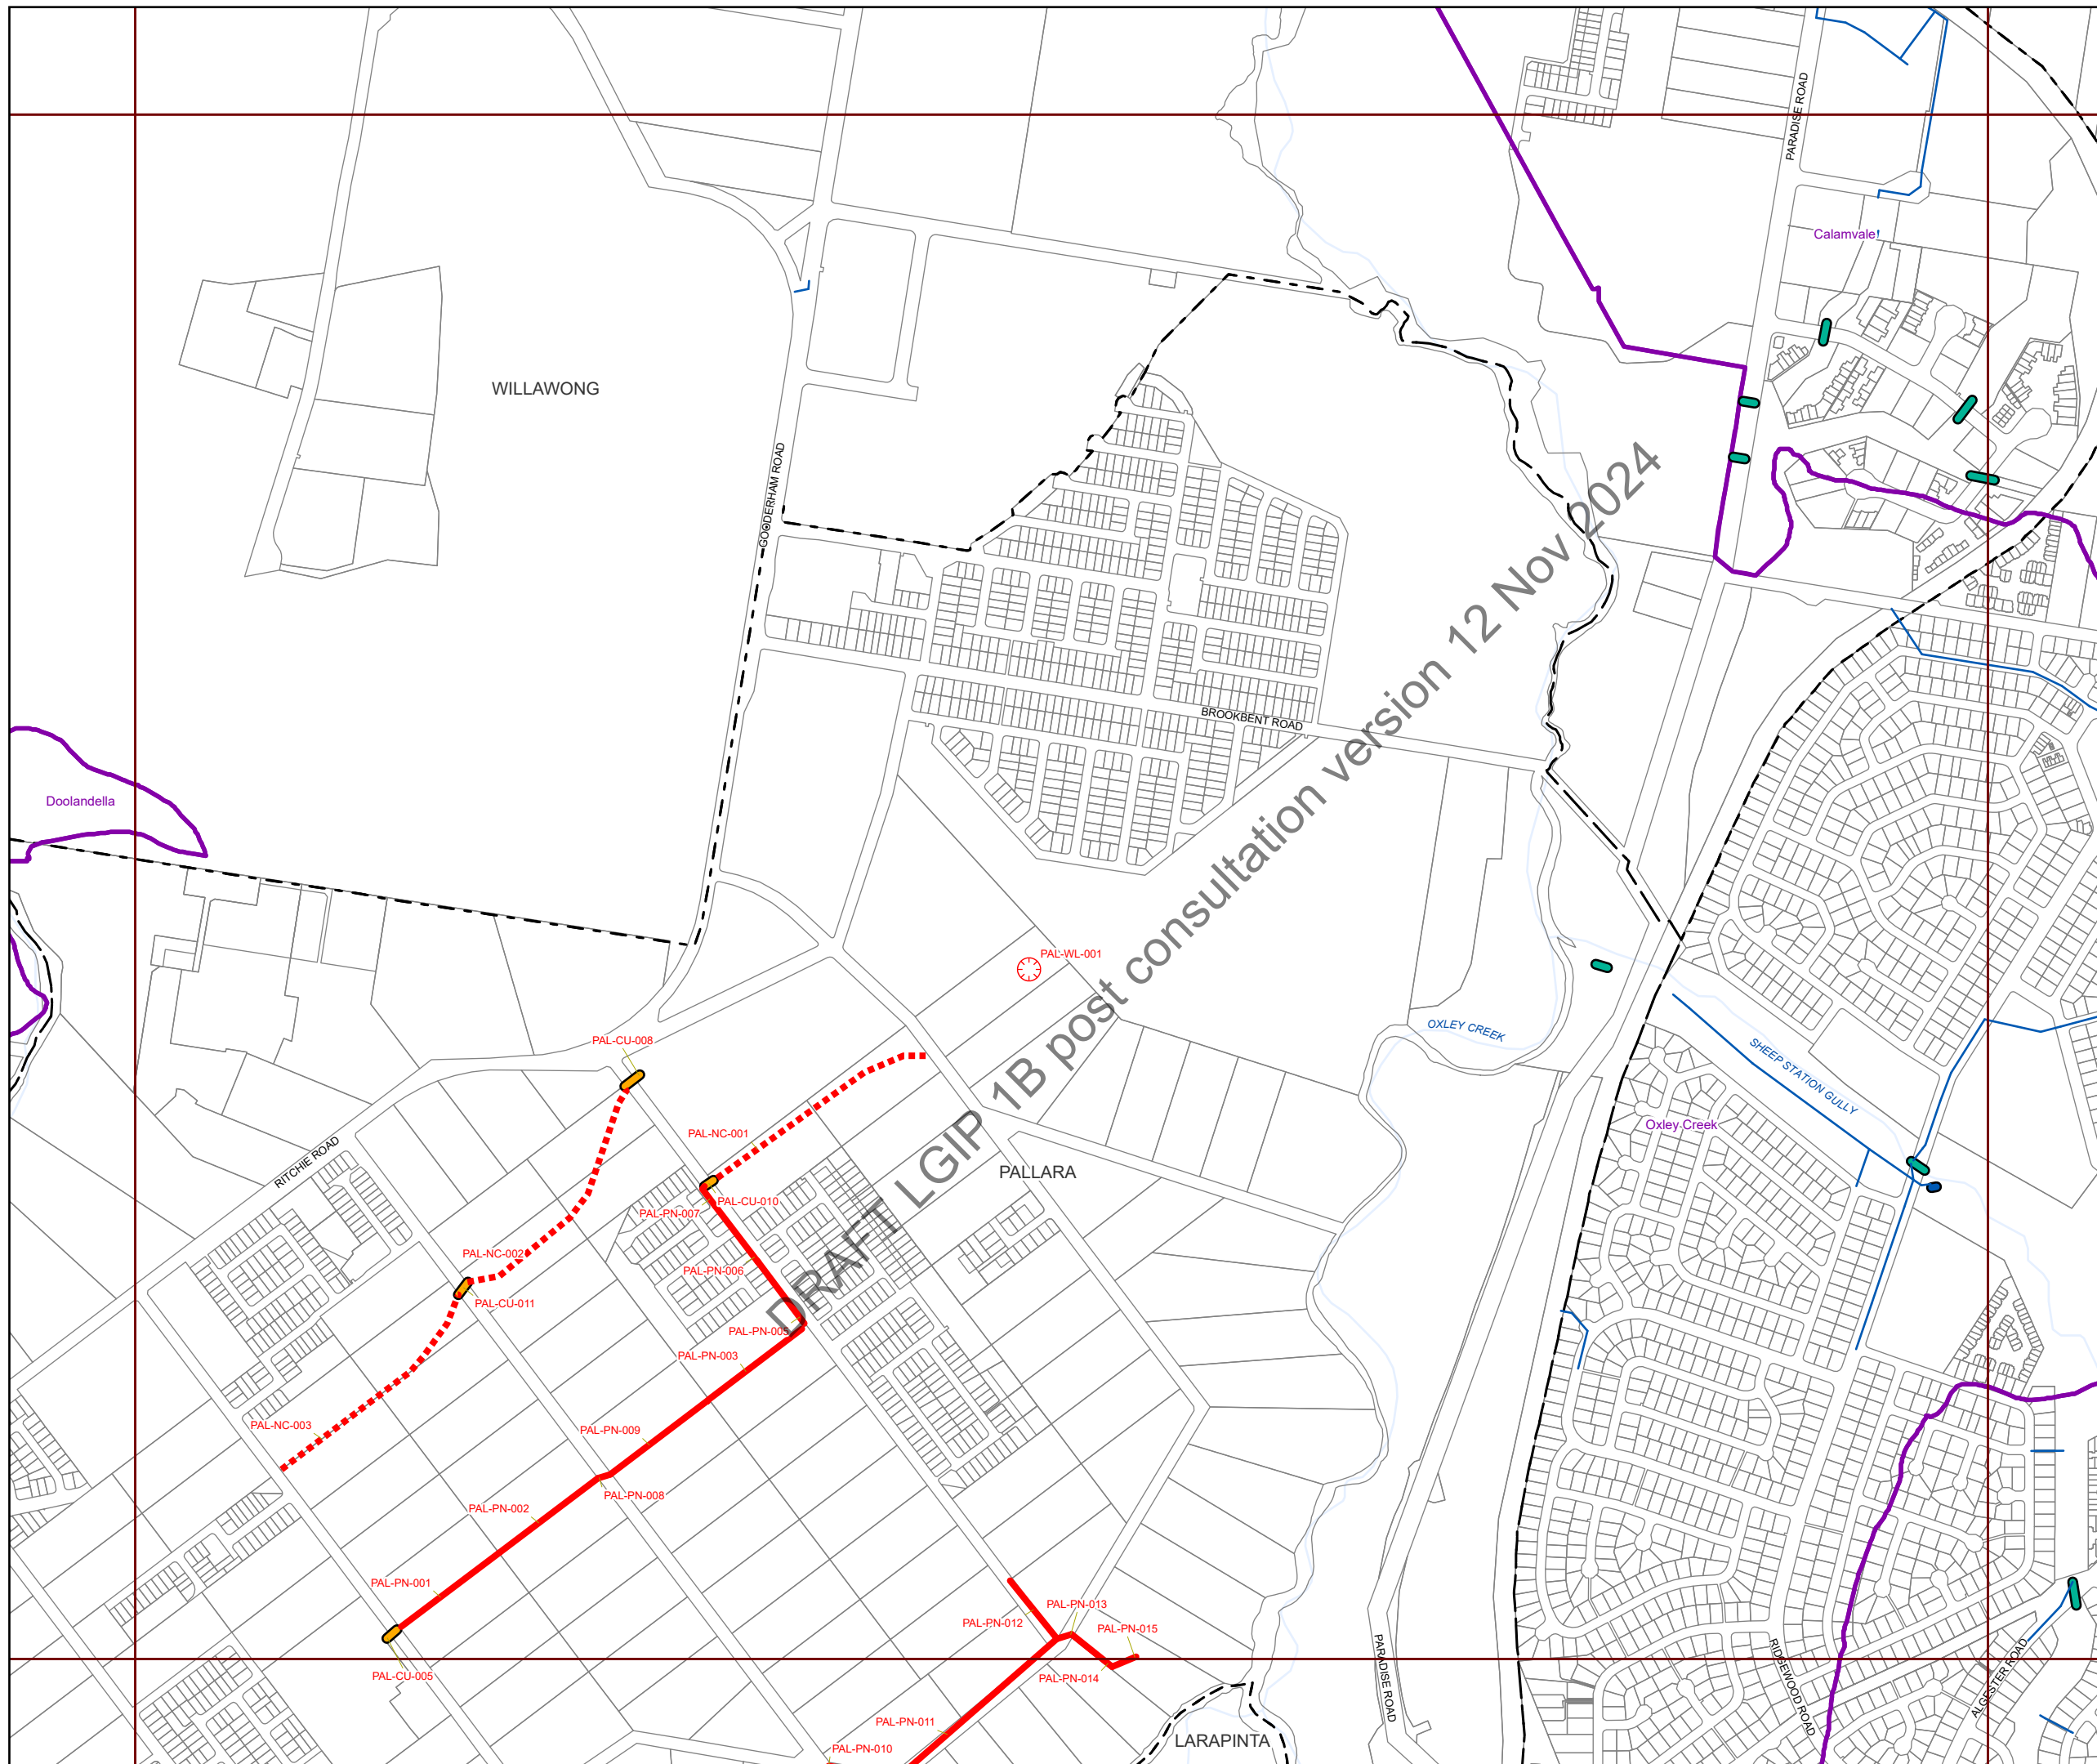 PARADISE ROAD
Calamvale
WILLAWONG
GOODERHAM ROAD
BROOKBENT ROAD
Doolandella
PAL-WL-001
OXLEY CREEK
PAL-CU-008
SHEEP STATION GULLY
Oxley Creek
PAL-NC-001
RITCHIE ROAD
PALLARA
PAL-CU-010
PAL-PN-007
PAL-NC-002
PAL-PN-006
PAL-CU-011
PAL-PN-005
PAL-PN-003
PAL-NC-003
PAL-PN-009
PAL-PN-008
PAL-PN-002
PAL-PN-001
PAL-PN-013
PAL-PN-012
PAL-PN-015
PAL-CU-005
PAL-PN-014
PARADISE ROAD
RIDGEWOOD ROAD
ALGESTER ROAD
PAL-PN-011
LARAPINTA
PAL-PN-010
DRAFT LGIP 1B post consultation version 12 Nov 2024